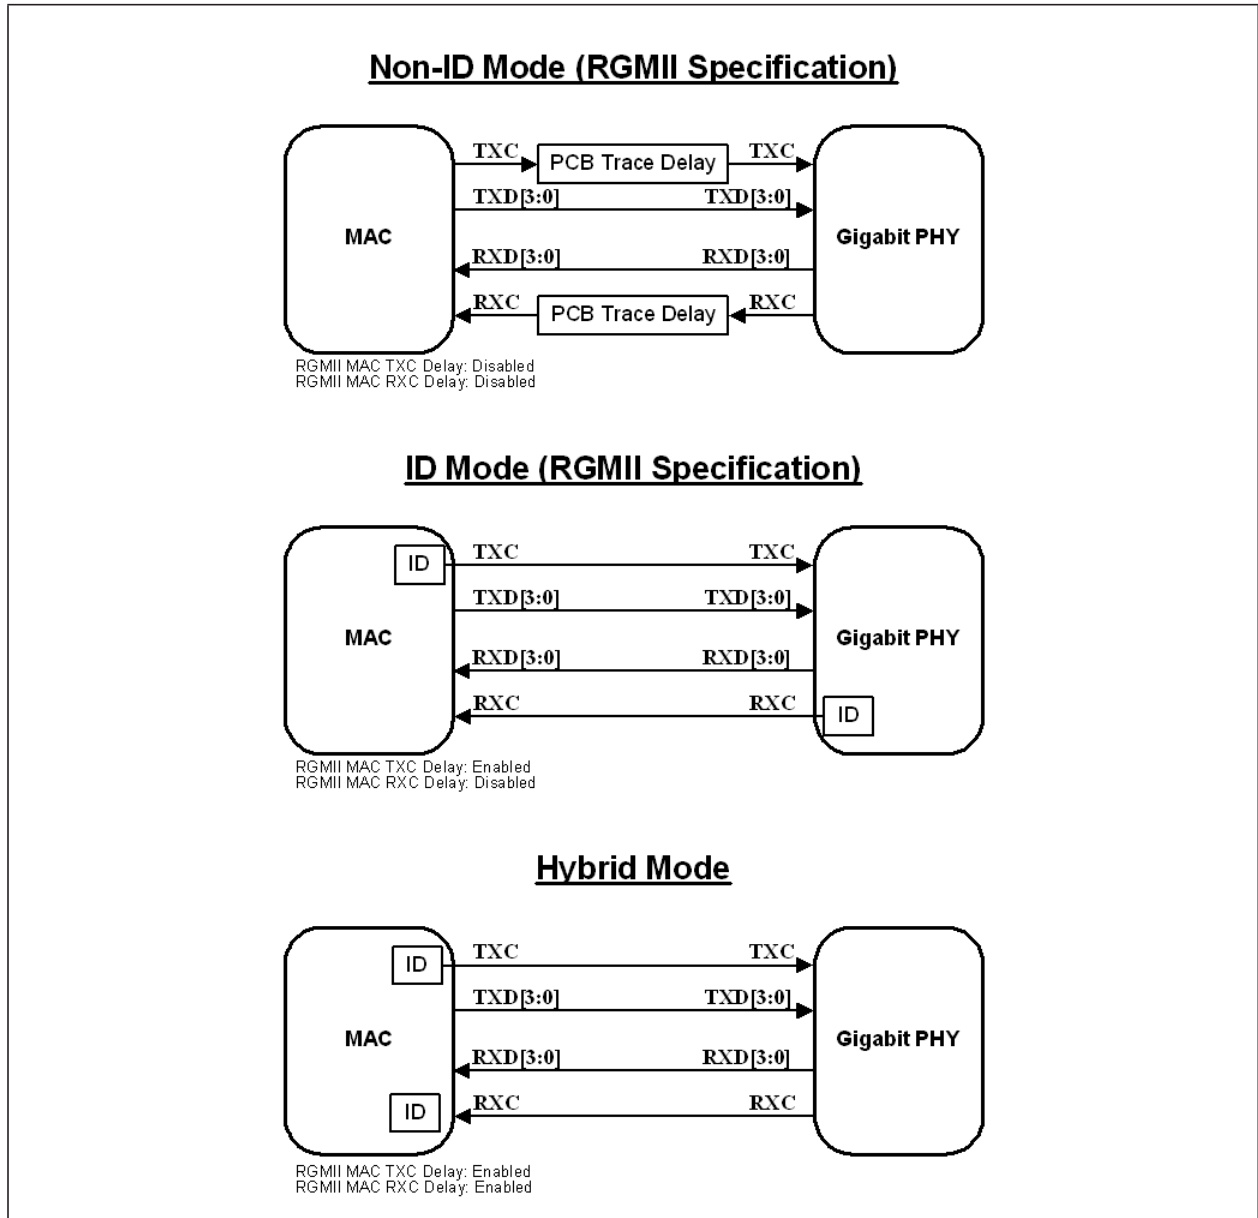 Non-ID Mode (RGMII Specification)
TXC PCB Trace Delay TXC
TXD[3:0] TXD[3:0]
MAC Gigabit PHY
RXD[3:0] RXD[3:0]
RXC PCB Trace Delay RXC
RGMII MAC TXC Delay: Disabled
RGMII MAC RXC Delay: Disabled
ID Mode (RGMII Specification)
ID TXC TXC
TXD[3:0] TXD[3:0]
MAC Gigabit PHY
RXD[3:0] RXD[3:0]
RXC RXC ID
RGMII MAC TXC Delay: Enabled
RGMII MAC RXC Delay: Disabled
Hybrid Mode
ID TXC TXC
TXD[3:0] TXD[3:0]
MAC Gigabit PHY
RXD[3:0] RXD[3:0]
ID RXC RXC
RGMII MAC TXC Delay: Enabled
RGMII MAC RXC Delay: Enabled